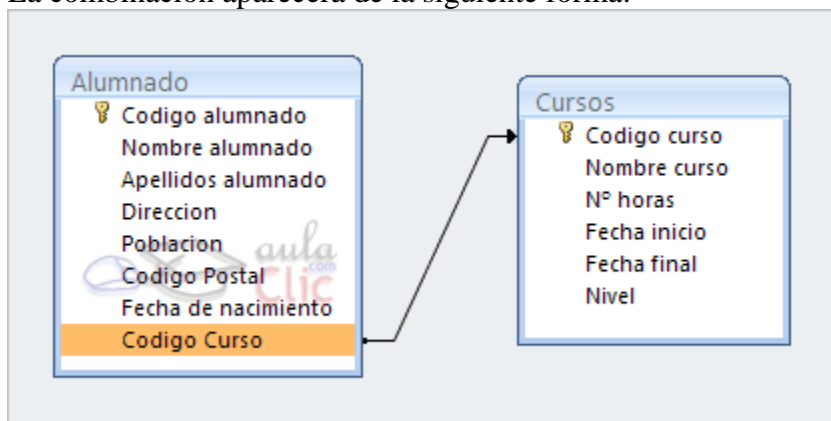 La combinación aparecerá de la siguiente forma:
Alumnado
Codigo alumnado
Nombre alumnado
Apellidos alumnado
Direccion
Poblacion
Codigo Postal
Fecha de nacimiento
Codigo Curso
aula
Clic
.com
Cursos
Codigo curso
Nombre curso
Nº horas
Fecha inicio
Fecha final
Nivel